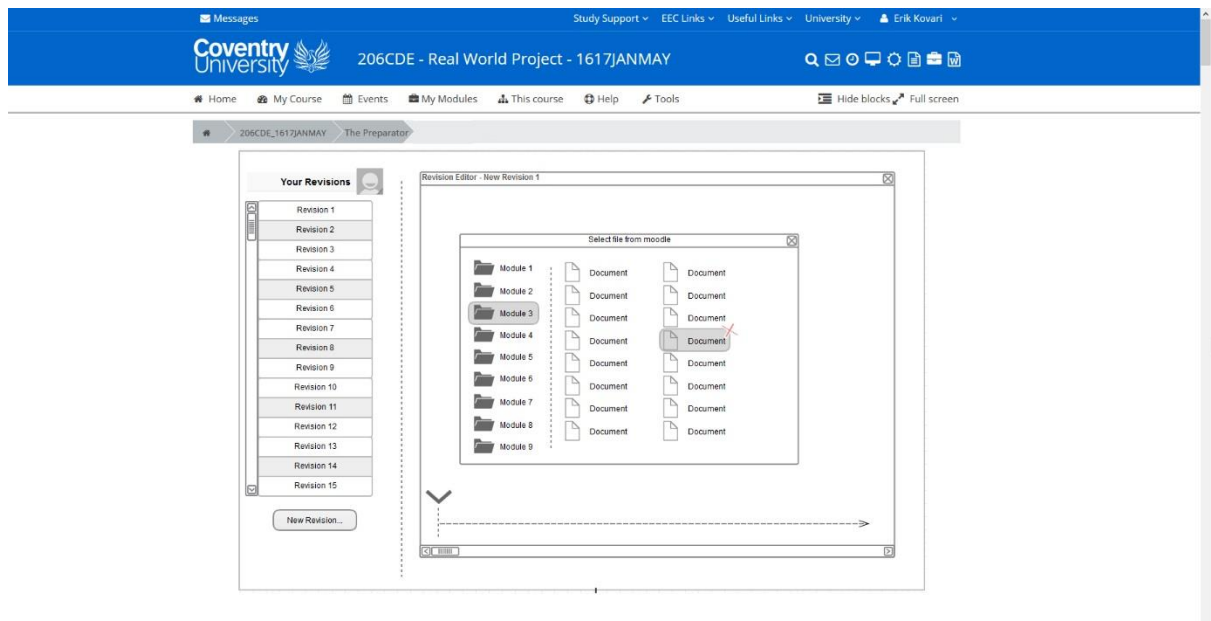 Messages Study Support EEC Links Useful Links University Erik Kovari
Coventry University
206CDE - Real World Project - 1617JANMAY
Home My Course Events My Modules This course Help Tools Hide blocks Full screen
206CDE_1617JANMAY The Preparator
Your Revisions
Revision 1
Revision 2
Revision 3
Revision 4
Revision 5
Revision 6
Revision 7
Revision 8
Revision 9
Revision 10
Revision 11
Revision 12
Revision 13
Revision 14
Revision 15
New Revision...
Revision Editor - New Revision 1
Select file from moodle
Module 1 Document Document
Module 2 Document Document
Module 3 Document Document
Module 4 Document Document
Module 5 Document Document
Module 6 Document Document
Module 7 Document Document
Module 8 Document Document
Module 9